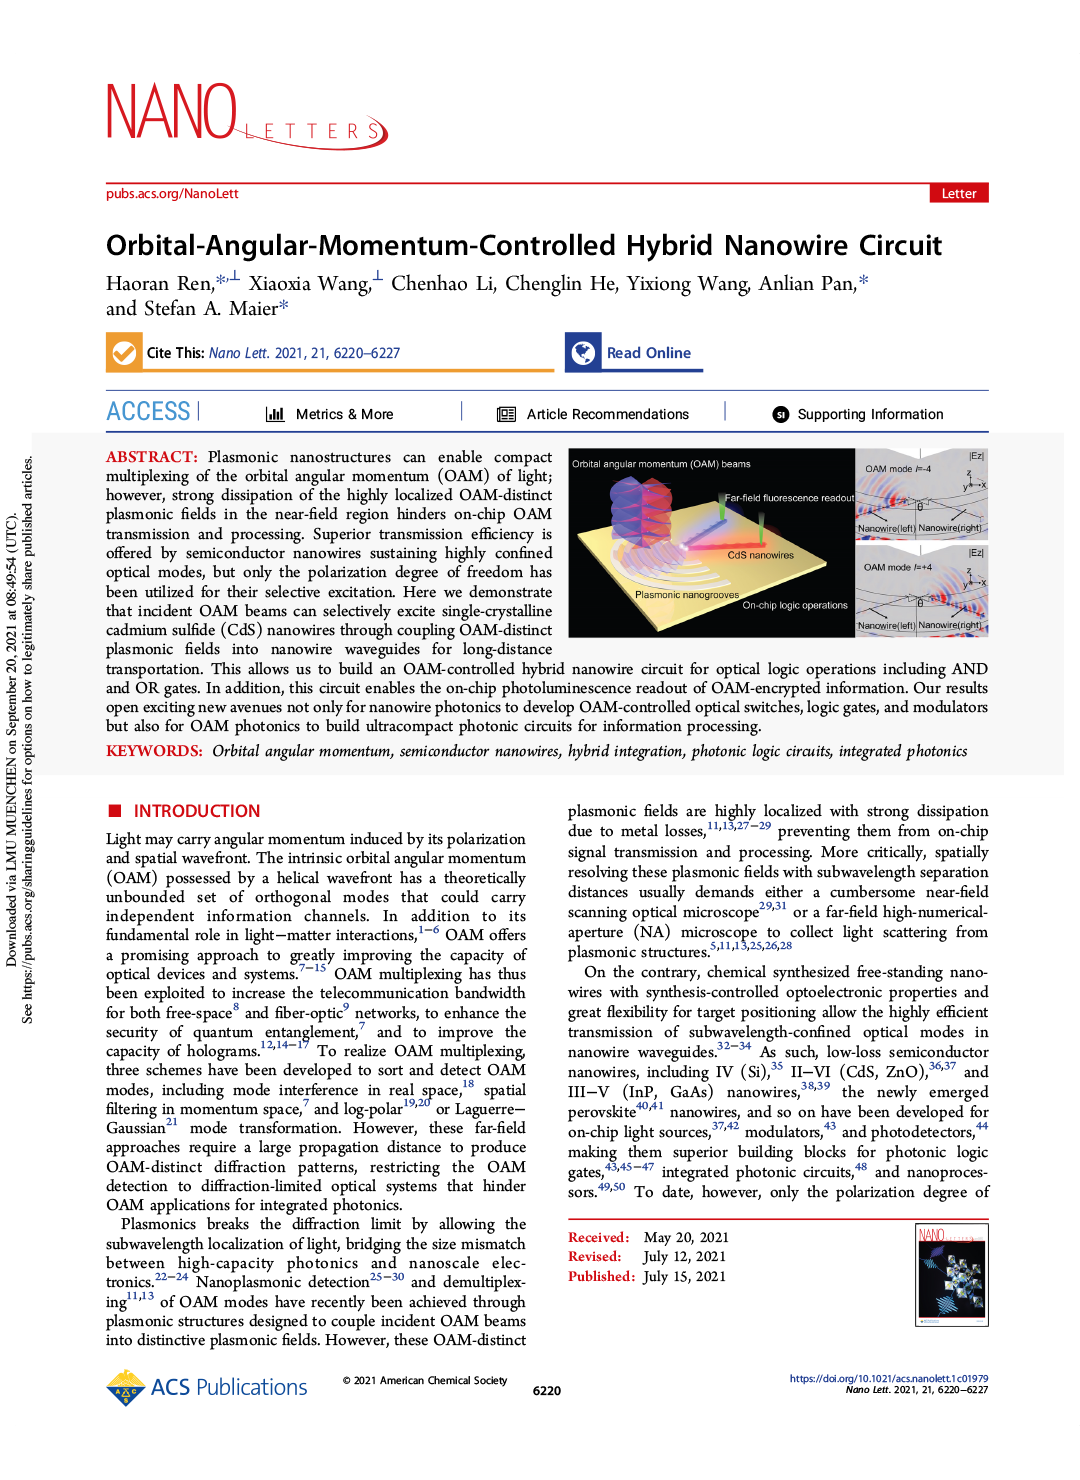 NANO LETTERS
pubs.acs.org/NanoLett
Letter
Orbital-Angular-Momentum-Controlled Hybrid Nanowire Circuit
Haoran Ren,*,⊥ Xiaoxia Wang,⊥ Chenhao Li, Chenglin He, Yixiong Wang, Anlian Pan,*
and Stefan A. Maier*
Cite This: Nano Lett. 2021, 21, 6220−6227
Read Online
ACCESS
Metrics & More
Article Recommendations
SI Supporting Information
ABSTRACT: Plasmonic nanostructures can enable compact
multiplexing of the orbital angular momentum (OAM) of light;
however, strong dissipation of the highly localized OAM-distinct
plasmonic fields in the near-field region hinders on-chip OAM
transmission and processing. Superior transmission efficiency is
offered by semiconductor nanowires sustaining highly confined
optical modes, but only the polarization degree of freedom has
been utilized for their selective excitation. Here we demonstrate
that incident OAM beams can selectively excite single-crystalline
cadmium sulfide (CdS) nanowires through coupling OAM-distinct
plasmonic fields into nanowire waveguides for long-distance
transportation. This allows us to build an OAM-controlled hybrid nanowire circuit for optical logic operations including AND
and OR gates. In addition, this circuit enables the on-chip photoluminescence readout of OAM-encrypted information. Our results
open exciting new avenues not only for nanowire photonics to develop OAM-controlled optical switches, logic gates, and modulators
but also for OAM photonics to build ultracompact photonic circuits for information processing.
Orbital angular momentum (OAM) beams
Far-field fluorescence readout
CdS nanowires
Plasmonic nanogrooves
On-chip logic operations
|Ez|
OAM mode l=-4
z
y
x
θ
Nanowire(left) Nanowire(right)
|Ez|
OAM mode l=+4
z
y
x
θ
Nanowire(left) Nanowire(right)
KEYWORDS: Orbital angular momentum, semiconductor nanowires, hybrid integration, photonic logic circuits, integrated photonics
INTRODUCTION
Light may carry angular momentum induced by its polarization
and spatial wavefront. The intrinsic orbital angular momentum
(OAM) possessed by a helical wavefront has a theoretically
unbounded set of orthogonal modes that could carry
independent information channels. In addition to its
fundamental role in light−matter interactions,1−6 OAM offers
a promising approach to greatly improving the capacity of
optical devices and systems.7−15 OAM multiplexing has thus
been exploited to increase the telecommunication bandwidth
for both free-space8 and fiber-optic9 networks, to enhance the
security of quantum entanglement,7 and to improve the
capacity of holograms.12,14−17 To realize OAM multiplexing,
three schemes have been developed to sort and detect OAM
modes, including mode interference in real space,18 spatial
filtering in momentum space,7 and log-polar19,20 or Laguerre−
Gaussian21 mode transformation. However, these far-field
approaches require a large propagation distance to produce
OAM-distinct diffraction patterns, restricting the OAM
detection to diffraction-limited optical systems that hinder
OAM applications for integrated photonics.
Plasmonics breaks the diffraction limit by allowing the
subwavelength localization of light, bridging the size mismatch
between high-capacity photonics and nanoscale elec-
tronics.22−24 Nanoplasmonic detection25−30 and demultiplex-
ing11,13 of OAM modes have recently been achieved through
plasmonic structures designed to couple incident OAM beams
into distinctive plasmonic fields. However, these OAM-distinct
plasmonic fields are highly localized with strong dissipation
due to metal losses,11,13,27−29 preventing them from on-chip
signal transmission and processing. More critically, spatially
resolving these plasmonic fields with subwavelength separation
distances usually demands either a cumbersome near-field
scanning optical microscope29,31 or a far-field high-numerical-
aperture (NA) microscope to collect light scattering from
plasmonic structures.5,11,13,25,26,28
On the contrary, chemical synthesized free-standing nano-
wires with synthesis-controlled optoelectronic properties and
great flexibility for target positioning allow the highly efficient
transmission of subwavelength-confined optical modes in
nanowire waveguides.32−34 As such, low-loss semiconductor
nanowires, including IV (Si),35 II−VI (CdS, ZnO),36,37 and
III−V (InP, GaAs) nanowires,38,39 the newly emerged
perovskite40,41 nanowires, and so on have been developed for
on-chip light sources,37,42 modulators,43 and photodetectors,44
making them superior building blocks for photonic logic
gates,43,45−47 integrated photonic circuits,48 and nanoproces-
sors.49,50 To date, however, only the polarization degree of
Received: May 20, 2021
Revised: July 12, 2021
Published: July 15, 2021
NANO
ACS Publications
© 2021 American Chemical Society
6220
https://doi.org/10.1021/acs.nanolett.1c01979
Nano Lett. 2021, 21, 6220−6227
Downloaded via LMU MUENCHEN on September 20, 2021 at 08:49:54 (UTC).
See https://pubs.acs.org/sharingguidelines for options on how to legitimately share published articles.